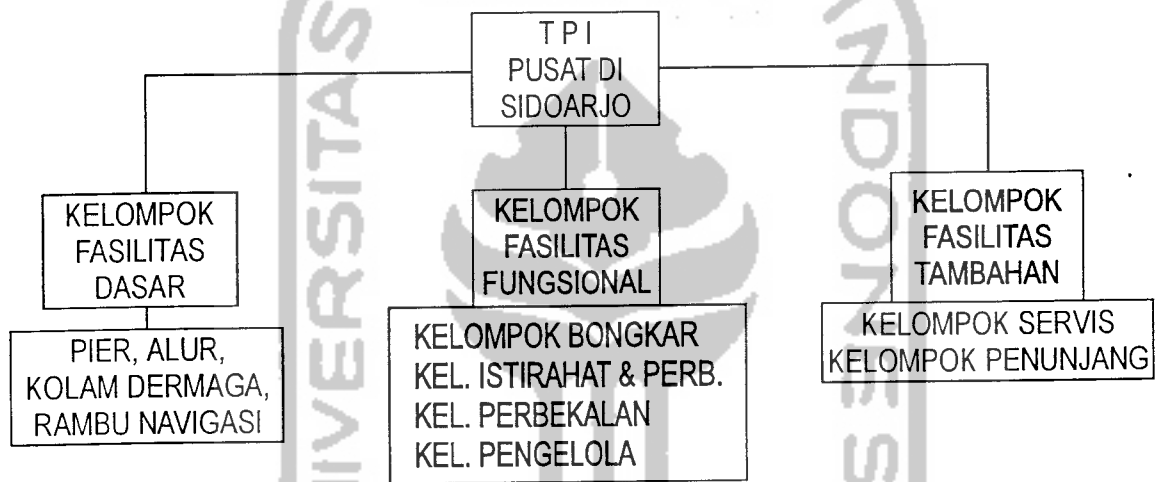 T P I
PUSAT DI
SIDOARJO
KELOMPOK
FASILITAS
DASAR
PIER, ALUR,
KOLAM DERMAGA,
RAMBU NAVIGASI
KELOMPOK
FASILITAS
FUNGSIONAL
KELOMPOK BONGKAR
KEL. ISTIRAHAT & PERB.
KEL. PERBEKALAN
KEL. PENGELOLA
KELOMPOK
FASILITAS
TAMBAHAN
KELOMPOK SERVIS
KELOMPOK PENUNJANG